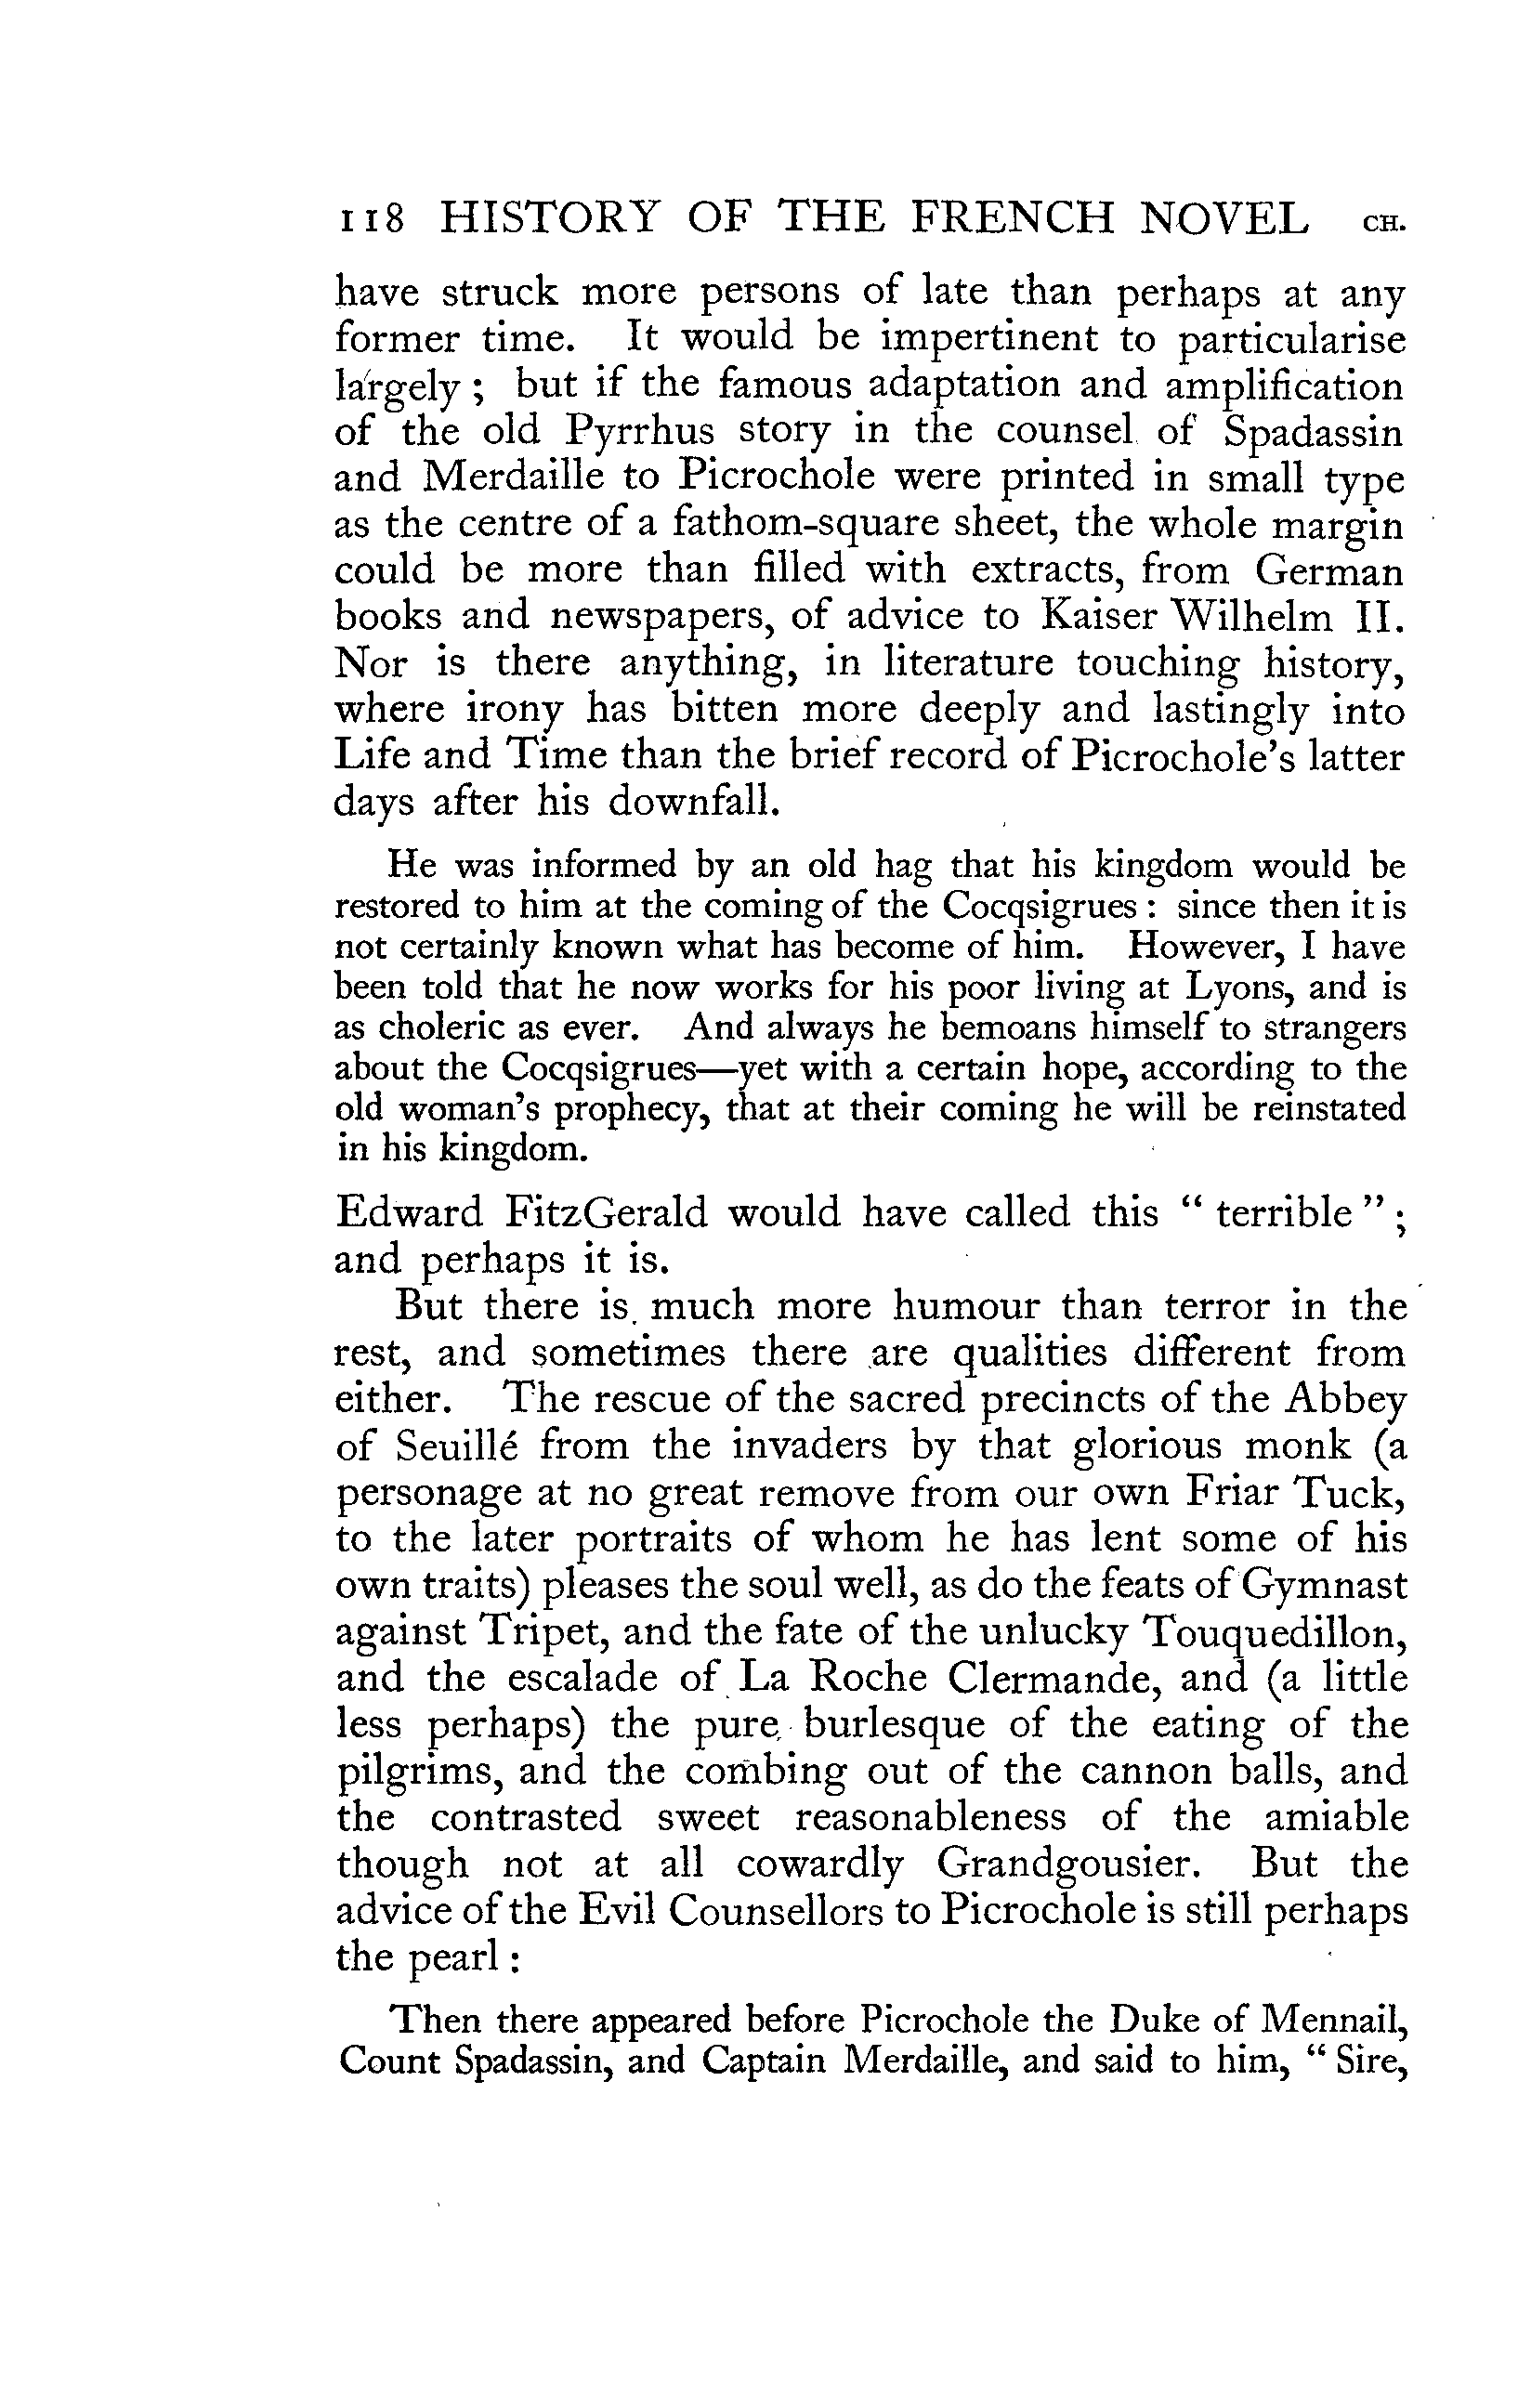 118 HISTORY OF THE FRENCH NOVEL CH.
have struck more persons of late than perhaps at any
former time. It would be impertinent to particularise
largely ; but if the famous adaptation and amplification
of the old Pyrrhus story in the counsel of Spadassin
and Merdaille to Picrochole were printed in small type
as the centre of a fathom-square sheet, the whole margin
could be more than filled with extracts, from German
books and newspapers, of advice to Kaiser Wilhelm II.
Nor is there anything, in literature touching history,
where irony has bitten more deeply and lastingly into
Life and Time than the brief record of Picrochole's latter
days after his downfall.
He was informed by an old hag that his kingdom would be
restored to him at the coming of the Cocqsigrues : since then it is
not certainly known what has become of him. However, I have
been told that he now works for his poor living at Lyons, and is
as choleric as ever. And always he bemoans himself to strangers
about the Cocqsigrues—yet with a certain hope, according to the
old woman's prophecy, that at their coming he will be reinstated
in his kingdom.
Edward FitzGerald would have called this “ terrible ” ;
and perhaps it is.
But there is much more humour than terror in the
rest, and sometimes there are qualities different from
either. The rescue of the sacred precincts of the Abbey
of Seuillé from the invaders by that glorious monk (a
personage at no great remove from our own Friar Tuck,
to the later portraits of whom he has lent some of his
own traits) pleases the soul well, as do the feats of Gymnast
against Tripet, and the fate of the unlucky Touquedillon,
and the escalade of La Roche Clermande, and (a little
less perhaps) the pure burlesque of the eating of the
pilgrims, and the combing out of the cannon balls, and
the contrasted sweet reasonableness of the amiable
though not at all cowardly Grandgousier. But the
advice of the Evil Counsellors to Picrochole is still perhaps
the pearl :
Then there appeared before Picrochole the Duke of Mennail,
Count Spadassin, and Captain Merdaille, and said to him, “ Sire,